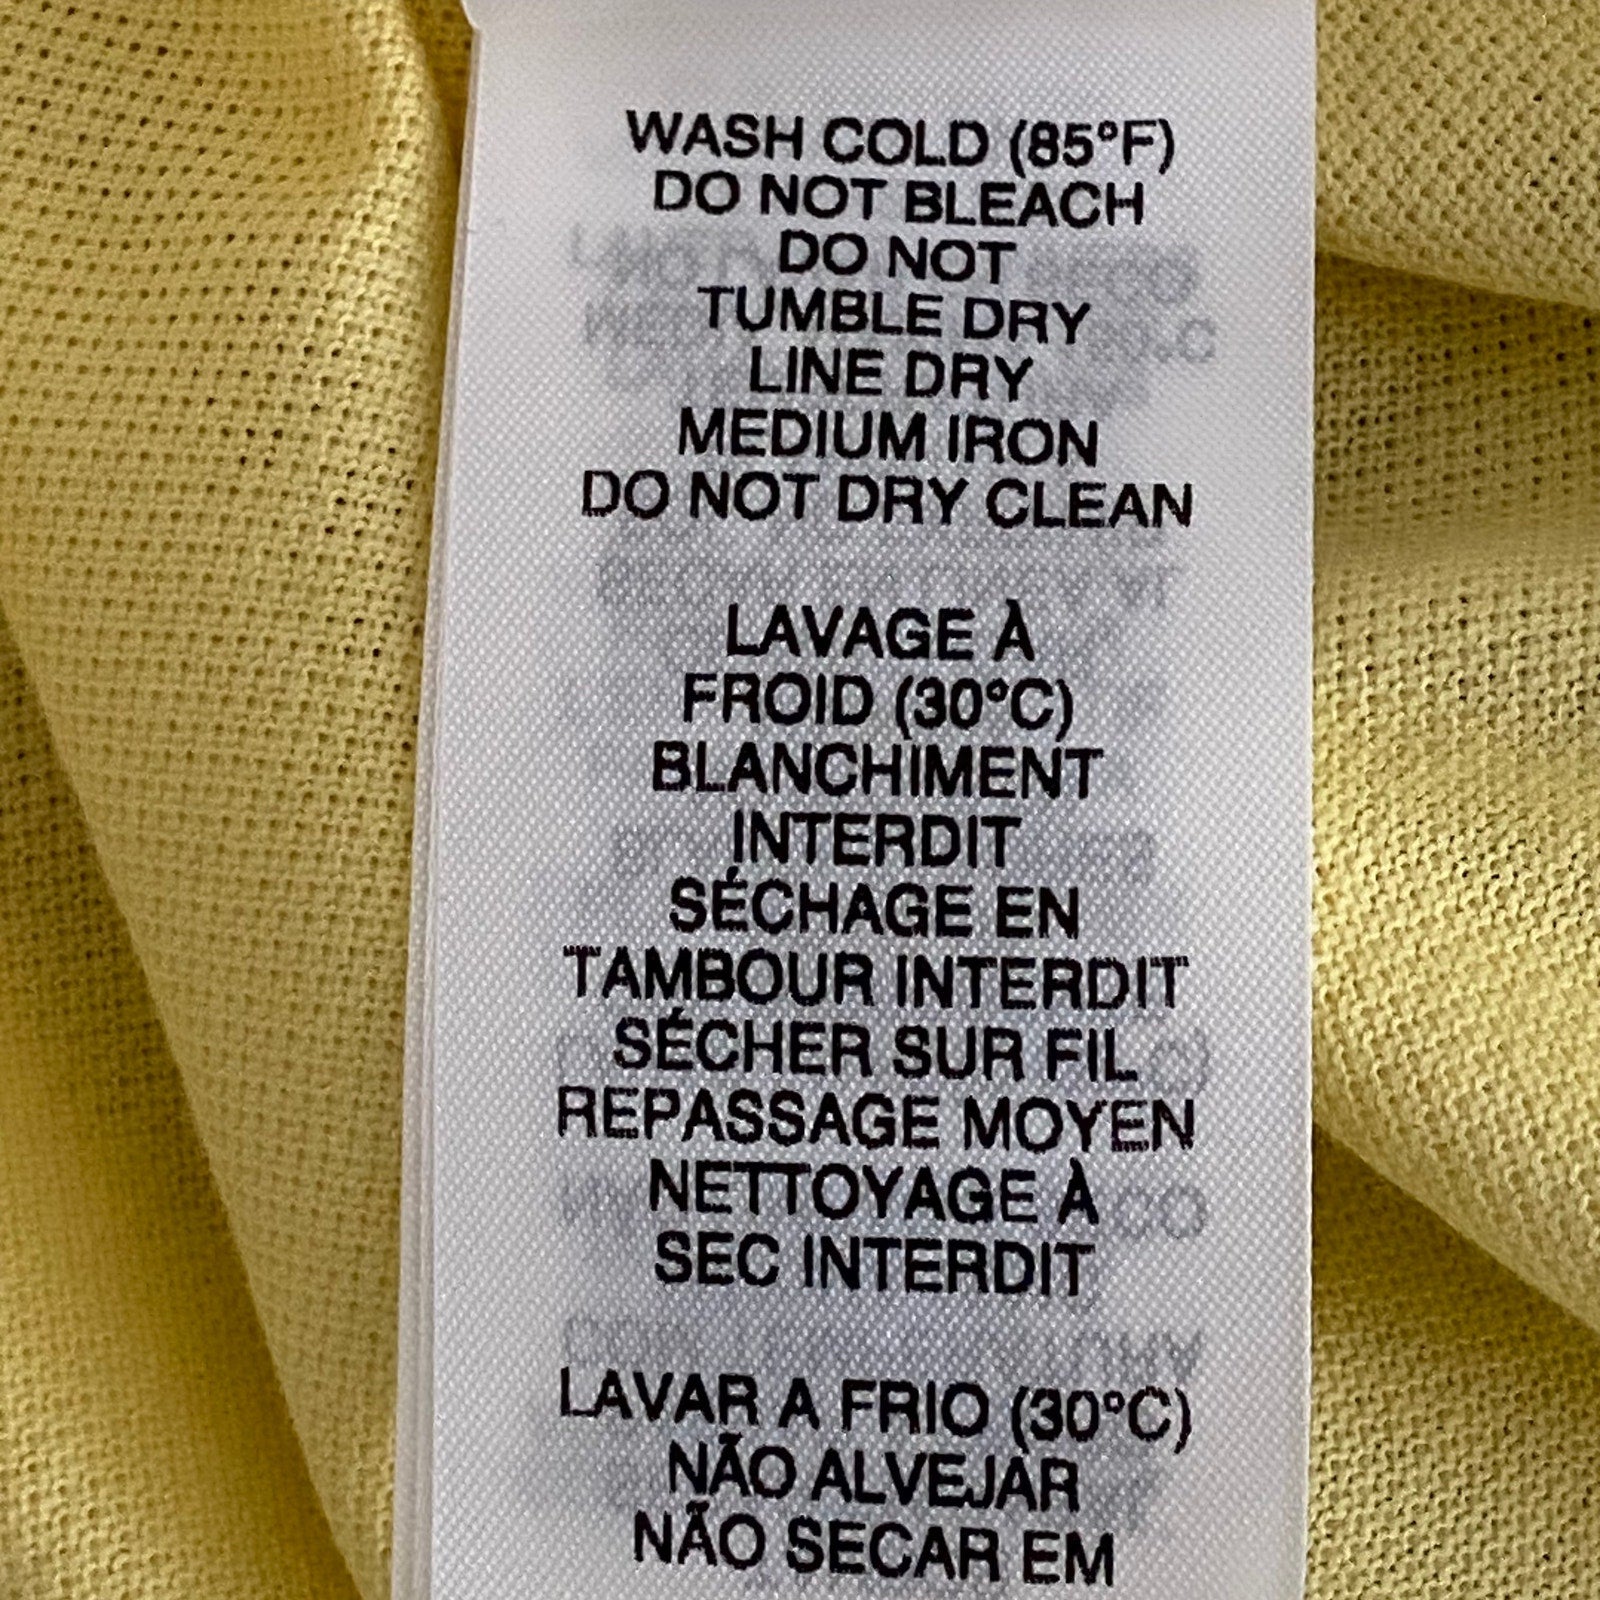 WASH COLD (85°F)
DO NOT BLEACH
DO NOT
TUMBLE DRY
LINE DRY
MEDIUM IRON
DO NOT DRY CLEAN
LAVAGE À
FROID (30°C)
BLANCHIMENT
INTERDIT
SÉCHAGE EN
TAMBOUR INTERDIT
SÉCHER SUR FIL
REPASSAGE MOYEN
NETTOYAGE À
SEC INTERDIT
LAVAR A FRIO (30°C)
NÃO ALVEJAR
NÃO SECAR EM